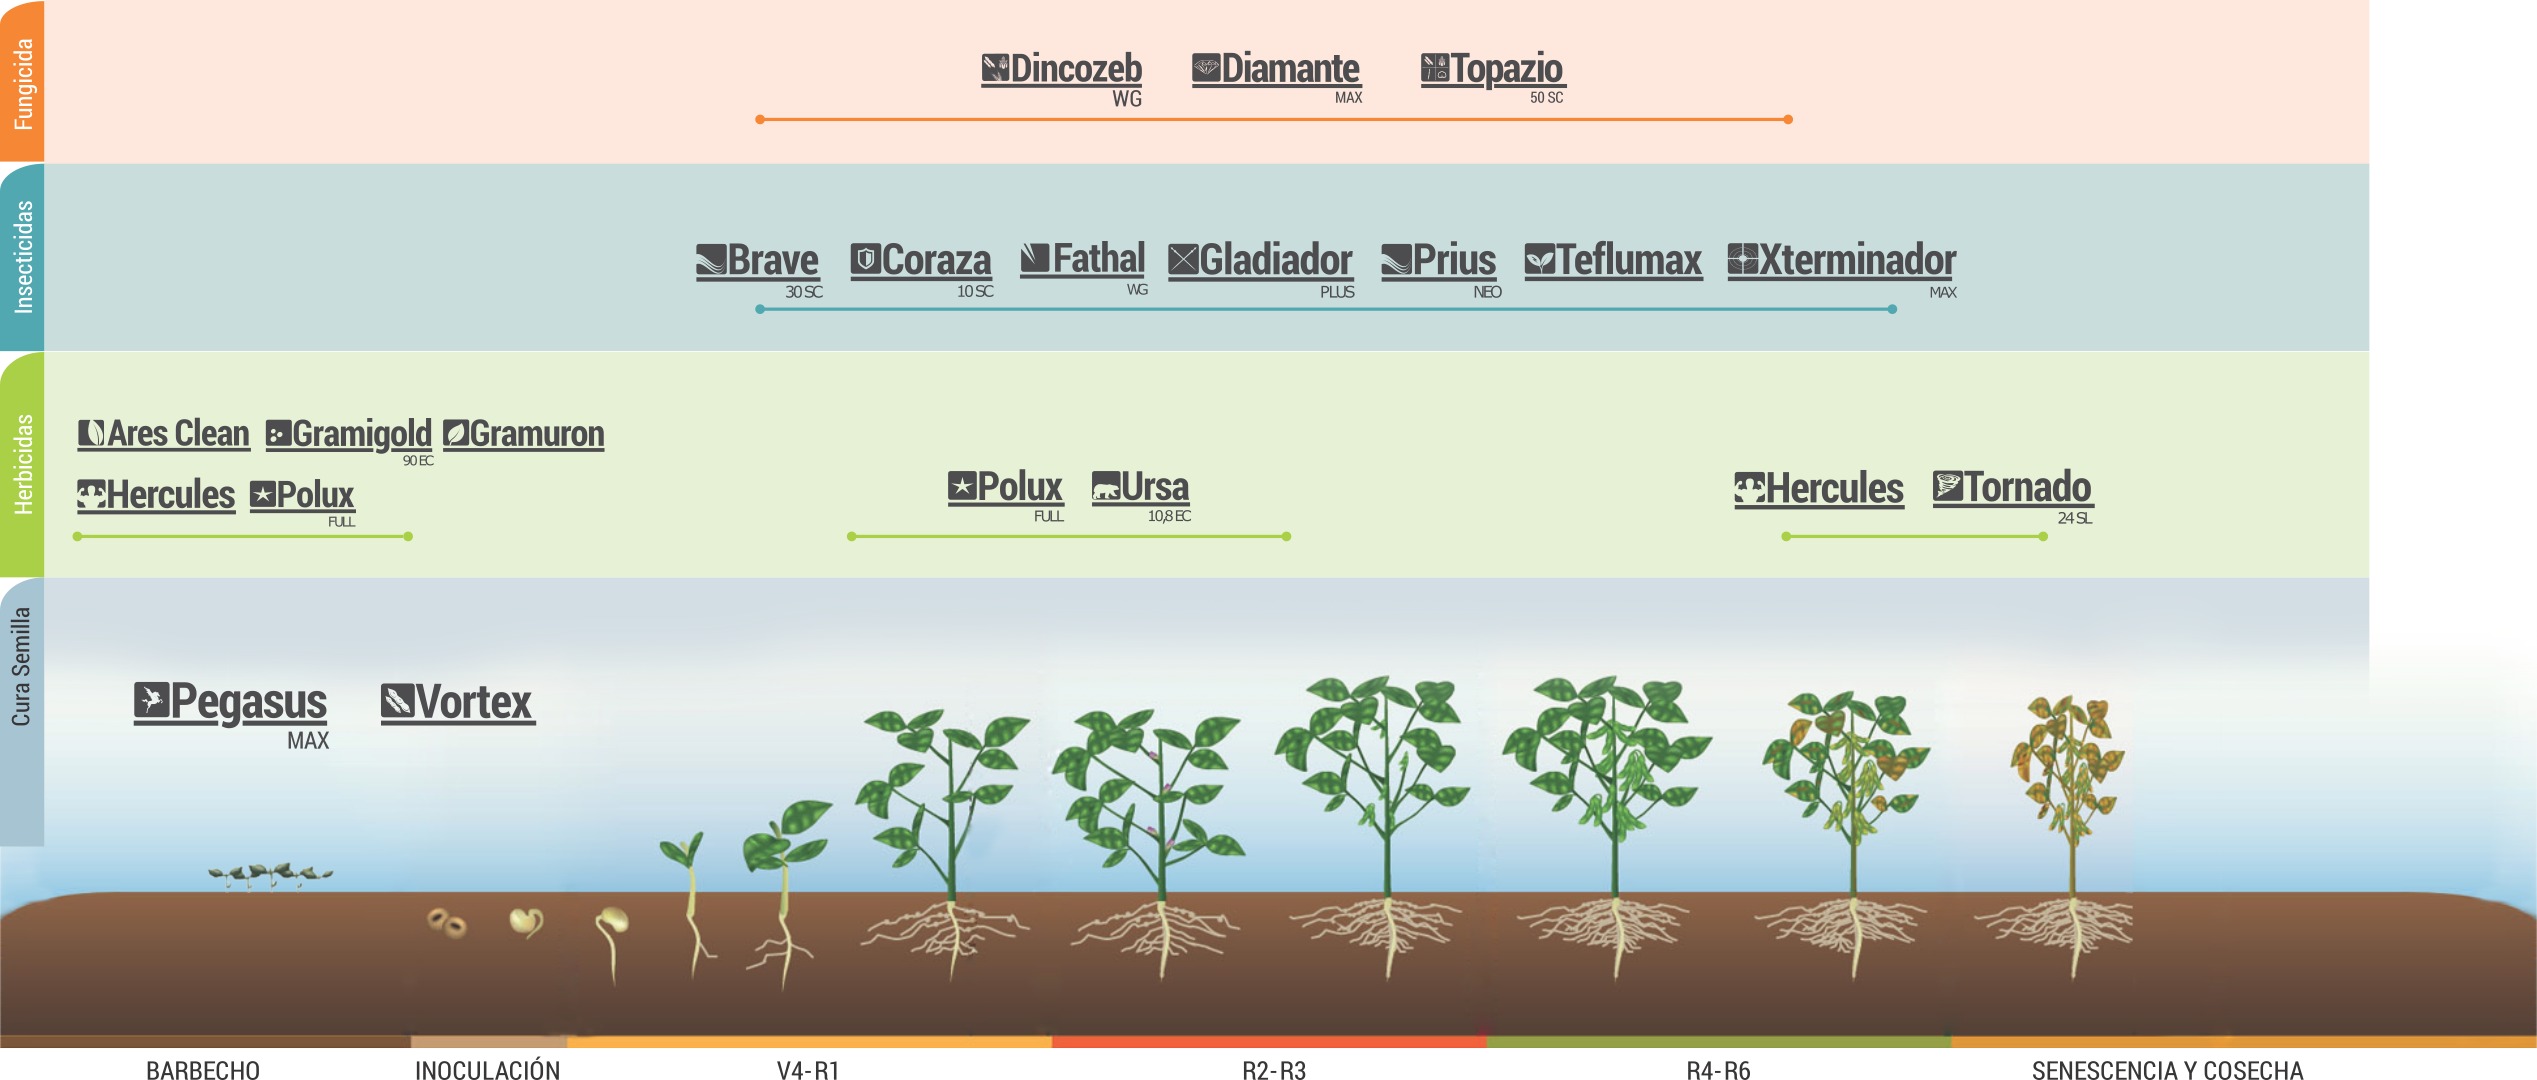 Fungicida
Dincozeb
WG
Diamante
MAX
Topazio
50 SC
Insecticidas
Brave
30 SC
Coraza
10 SC
Fathal
WG
Gladiador
PLUS
Prius
NEO
Teflumax
Xterminador
MAX
Herbicidas
Ares Clean
Gramigold
90 EC
Gramuron
Hercules
Polux
FULL
Polux
FULL
Ursa
10,8 EC
Hercules
Tornado
24 SL
Cura Semilla
Pegasus
MAX
Vortex
BARBECHO
INOCULACIÓN
V4-R1
R2-R3
R4-R6
SENESCENCIA Y COSECHA